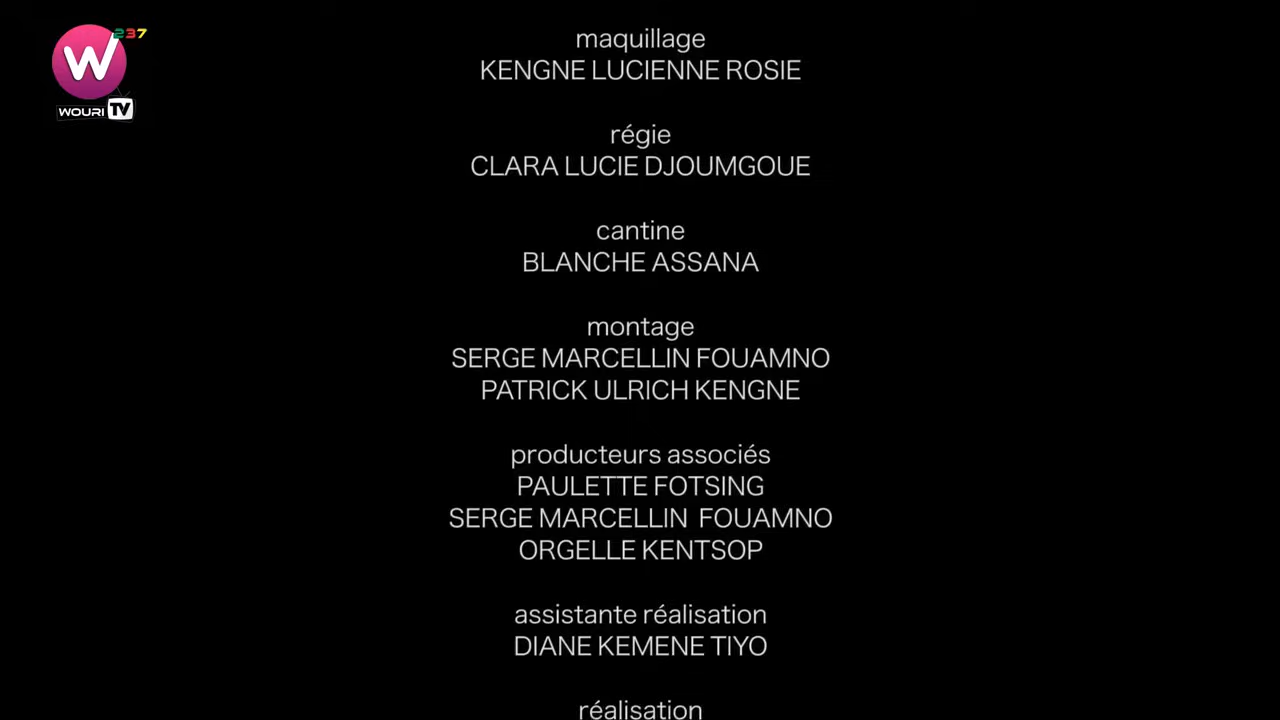 237
W
WOURI TV
maquillage
KENGNE LUCIENNE ROSIE
régie
CLARA LUCIE DJOUMGOUE
cantine
BLANCHE ASSANA
montage
SERGE MARCELLIN FOUAMNO
PATRICK ULRICH KENGNE
producteurs associés
PAULETTE FOTSING
SERGE MARCELLIN  FOUAMNO
ORGELLE KENTSOP
assistante réalisation
DIANE KEMENE TIYO
réalisation